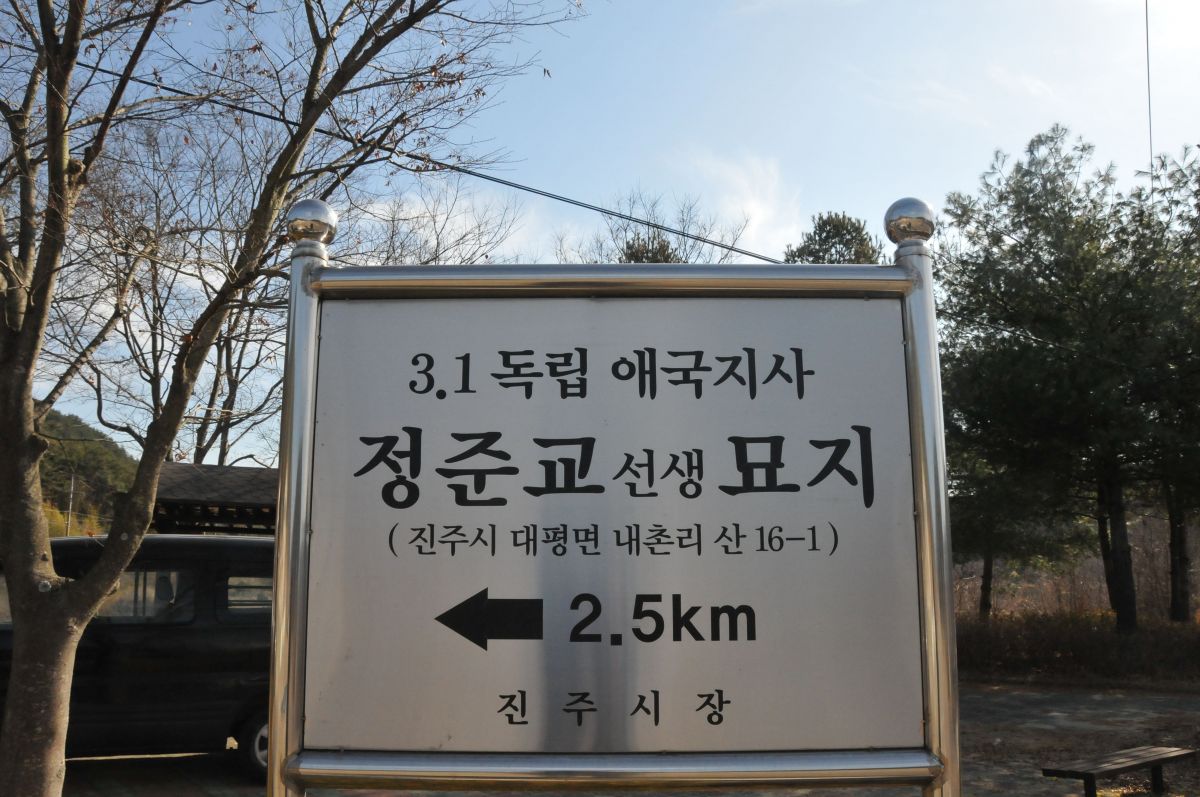 3.1 독립 애국지사
정준교 선생 묘지
( 진주시 대평면 내촌리 산 16-1 )
2.5km
진 주 시 장